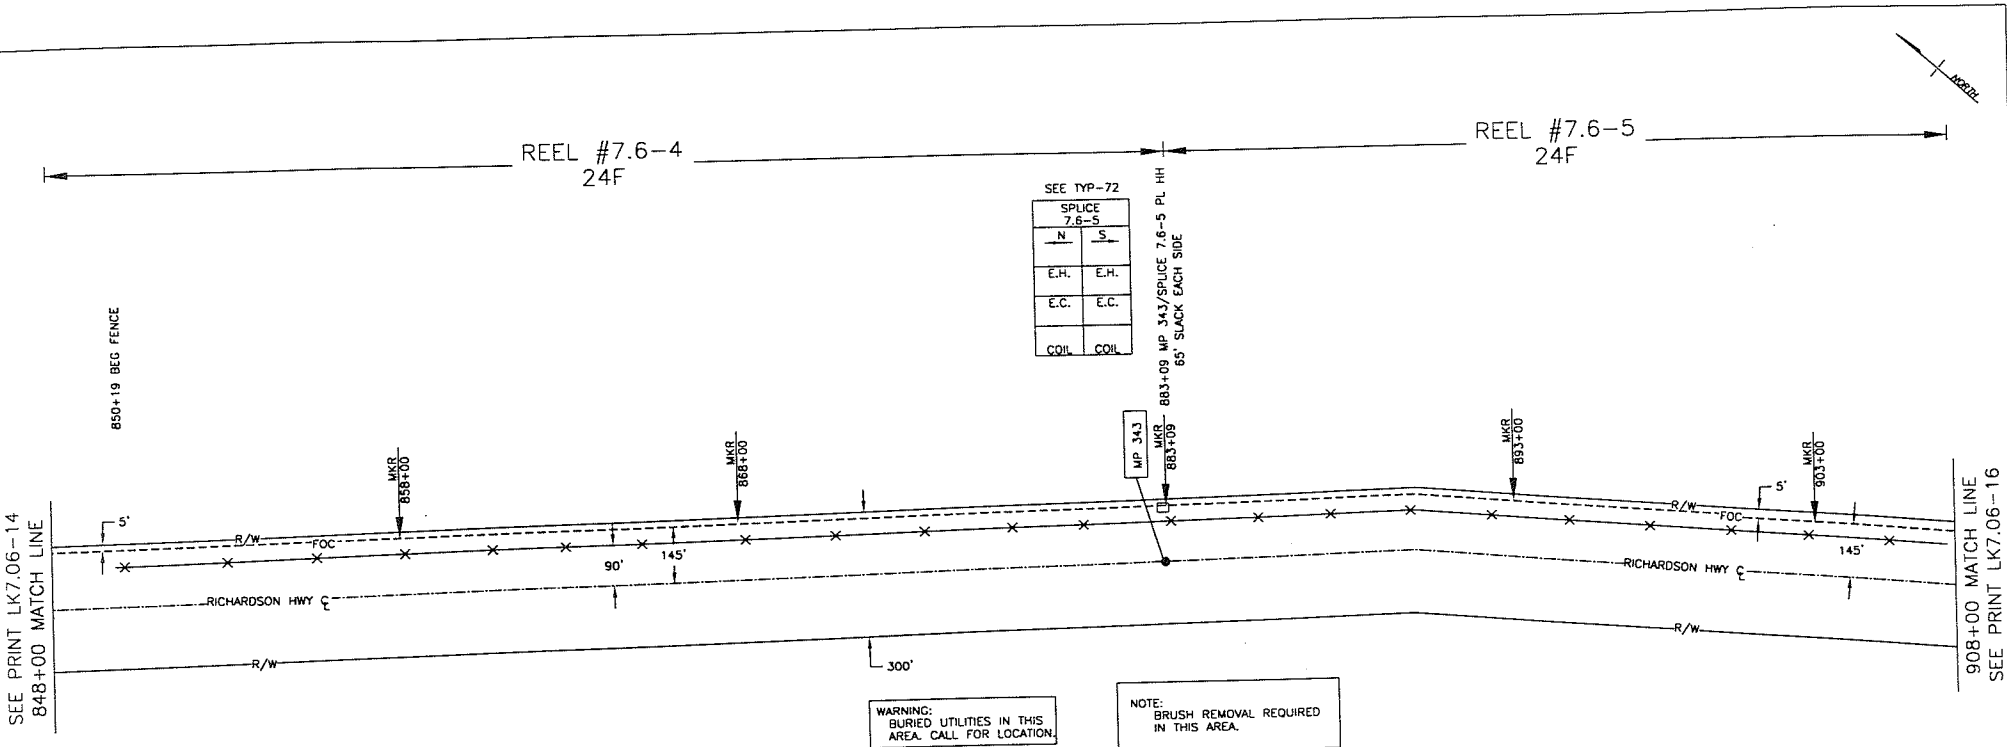 NORTH
REEL #7.6-4
24F
REEL #7.6-5
24F
SEE TYP-72
SPLICE
7.6-5
N S
E.H. E.H.
E.C. E.C.
COIL COIL
883+09 MP 343/SPLICE 7.6-5 PL HH
65' SLACK EACH SIDE
850+19 BEG FENCE
MP 343
MKR
858+00
MKR
868+00
MKR
883+09
MKR
893+00
MKR
903+00
SEE PRINT LK7.06-14
848+00 MATCH LINE
5'
R/W
FOC
90'
145'
RICHARDSON HWY ℄
R/W
300'
R/W
FOC
5'
145'
RICHARDSON HWY ℄
R/W
908+00 MATCH LINE
SEE PRINT LK7.06-16
WARNING:
BURIED UTILITIES IN THIS
AREA. CALL FOR LOCATION.
NOTE:
BRUSH REMOVAL REQUIRED
IN THIS AREA.